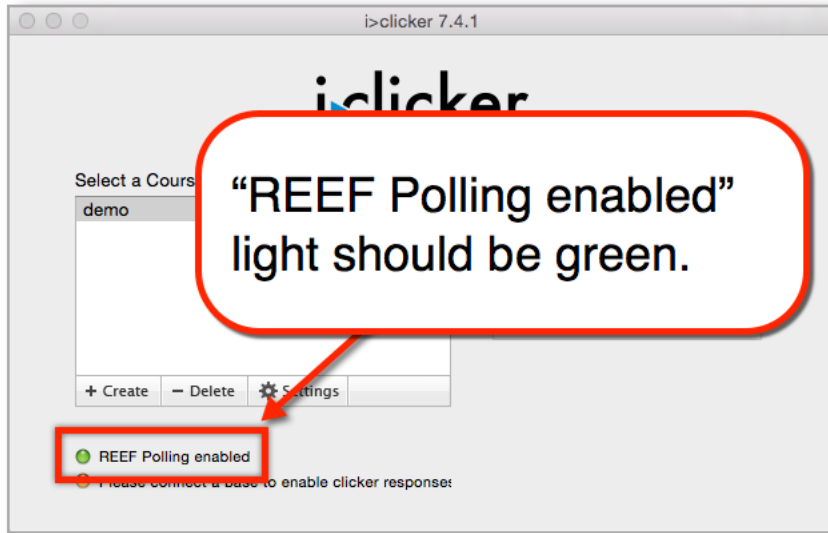 i>clicker 7.4.1
i>clicker
Select a Cours
demo
“REEF Polling enabled”
light should be green.
+ Create − Delete Settings
REEF Polling enabled
Please connect a base to enable clicker responses